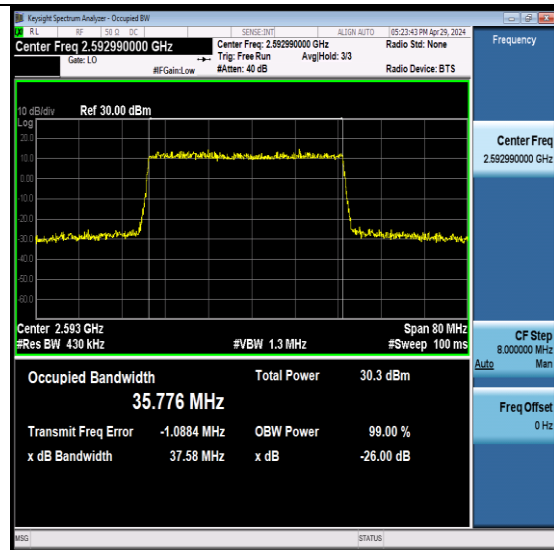 Keysight Spectrum Analyzer - Occupied BW
RL RF 50 Ω DC SENSE:INT ALIGN AUTO 05:23:43 PM Apr 29, 2024
Center Freq 2.592990000 GHz
Center Freq: 2.592990000 GHz
Radio Std: None
Frequency
Gate: LO
Trig: Free Run Avg|Hold: 3/3
#IFGain:Low #Atten: 40 dB Radio Device: BTS
10 dB/div Ref 30.00 dBm
Log
20.0
10.0
0.00
-10.0
-20.0
-30.0
-40.0
-50.0
-60.0
Center 2.593 GHz Span 80 MHz
#Res BW 430 kHz #VBW 1.3 MHz #Sweep 100 ms
Occupied Bandwidth Total Power 30.3 dBm
35.776 MHz
Transmit Freq Error -1.0884 MHz OBW Power 99.00 %
x dB Bandwidth 37.58 MHz x dB -26.00 dB
Center Freq
2.592990000 GHz
CF Step
8.000000 MHz
Auto Man
Freq Offset
0 Hz
MSG STATUS